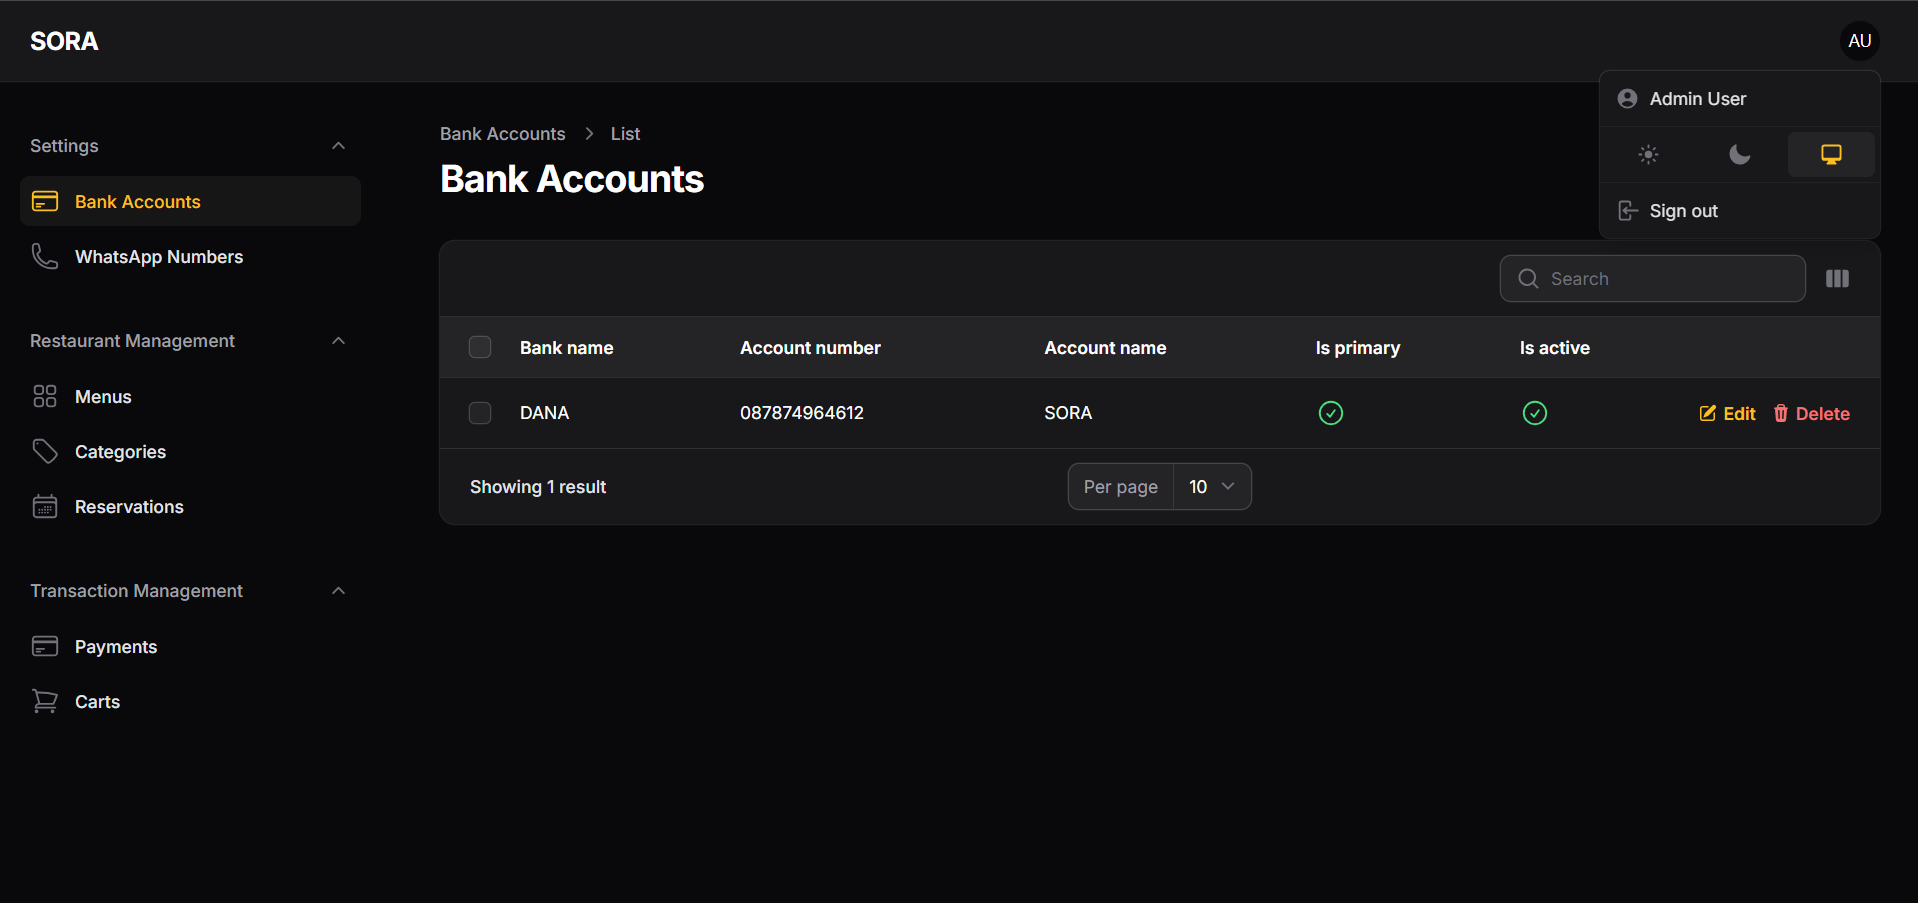 SORA
AU
Admin User
Sign out
Settings
Bank Accounts
WhatsApp Numbers
Restaurant Management
Menus
Categories
Reservations
Transaction Management
Payments
Carts
Bank Accounts > List
Bank Accounts
Search
Bank name Account number Account name Is primary Is active
DANA 087874964612 SORA Edit Delete
Showing 1 result Per page 10